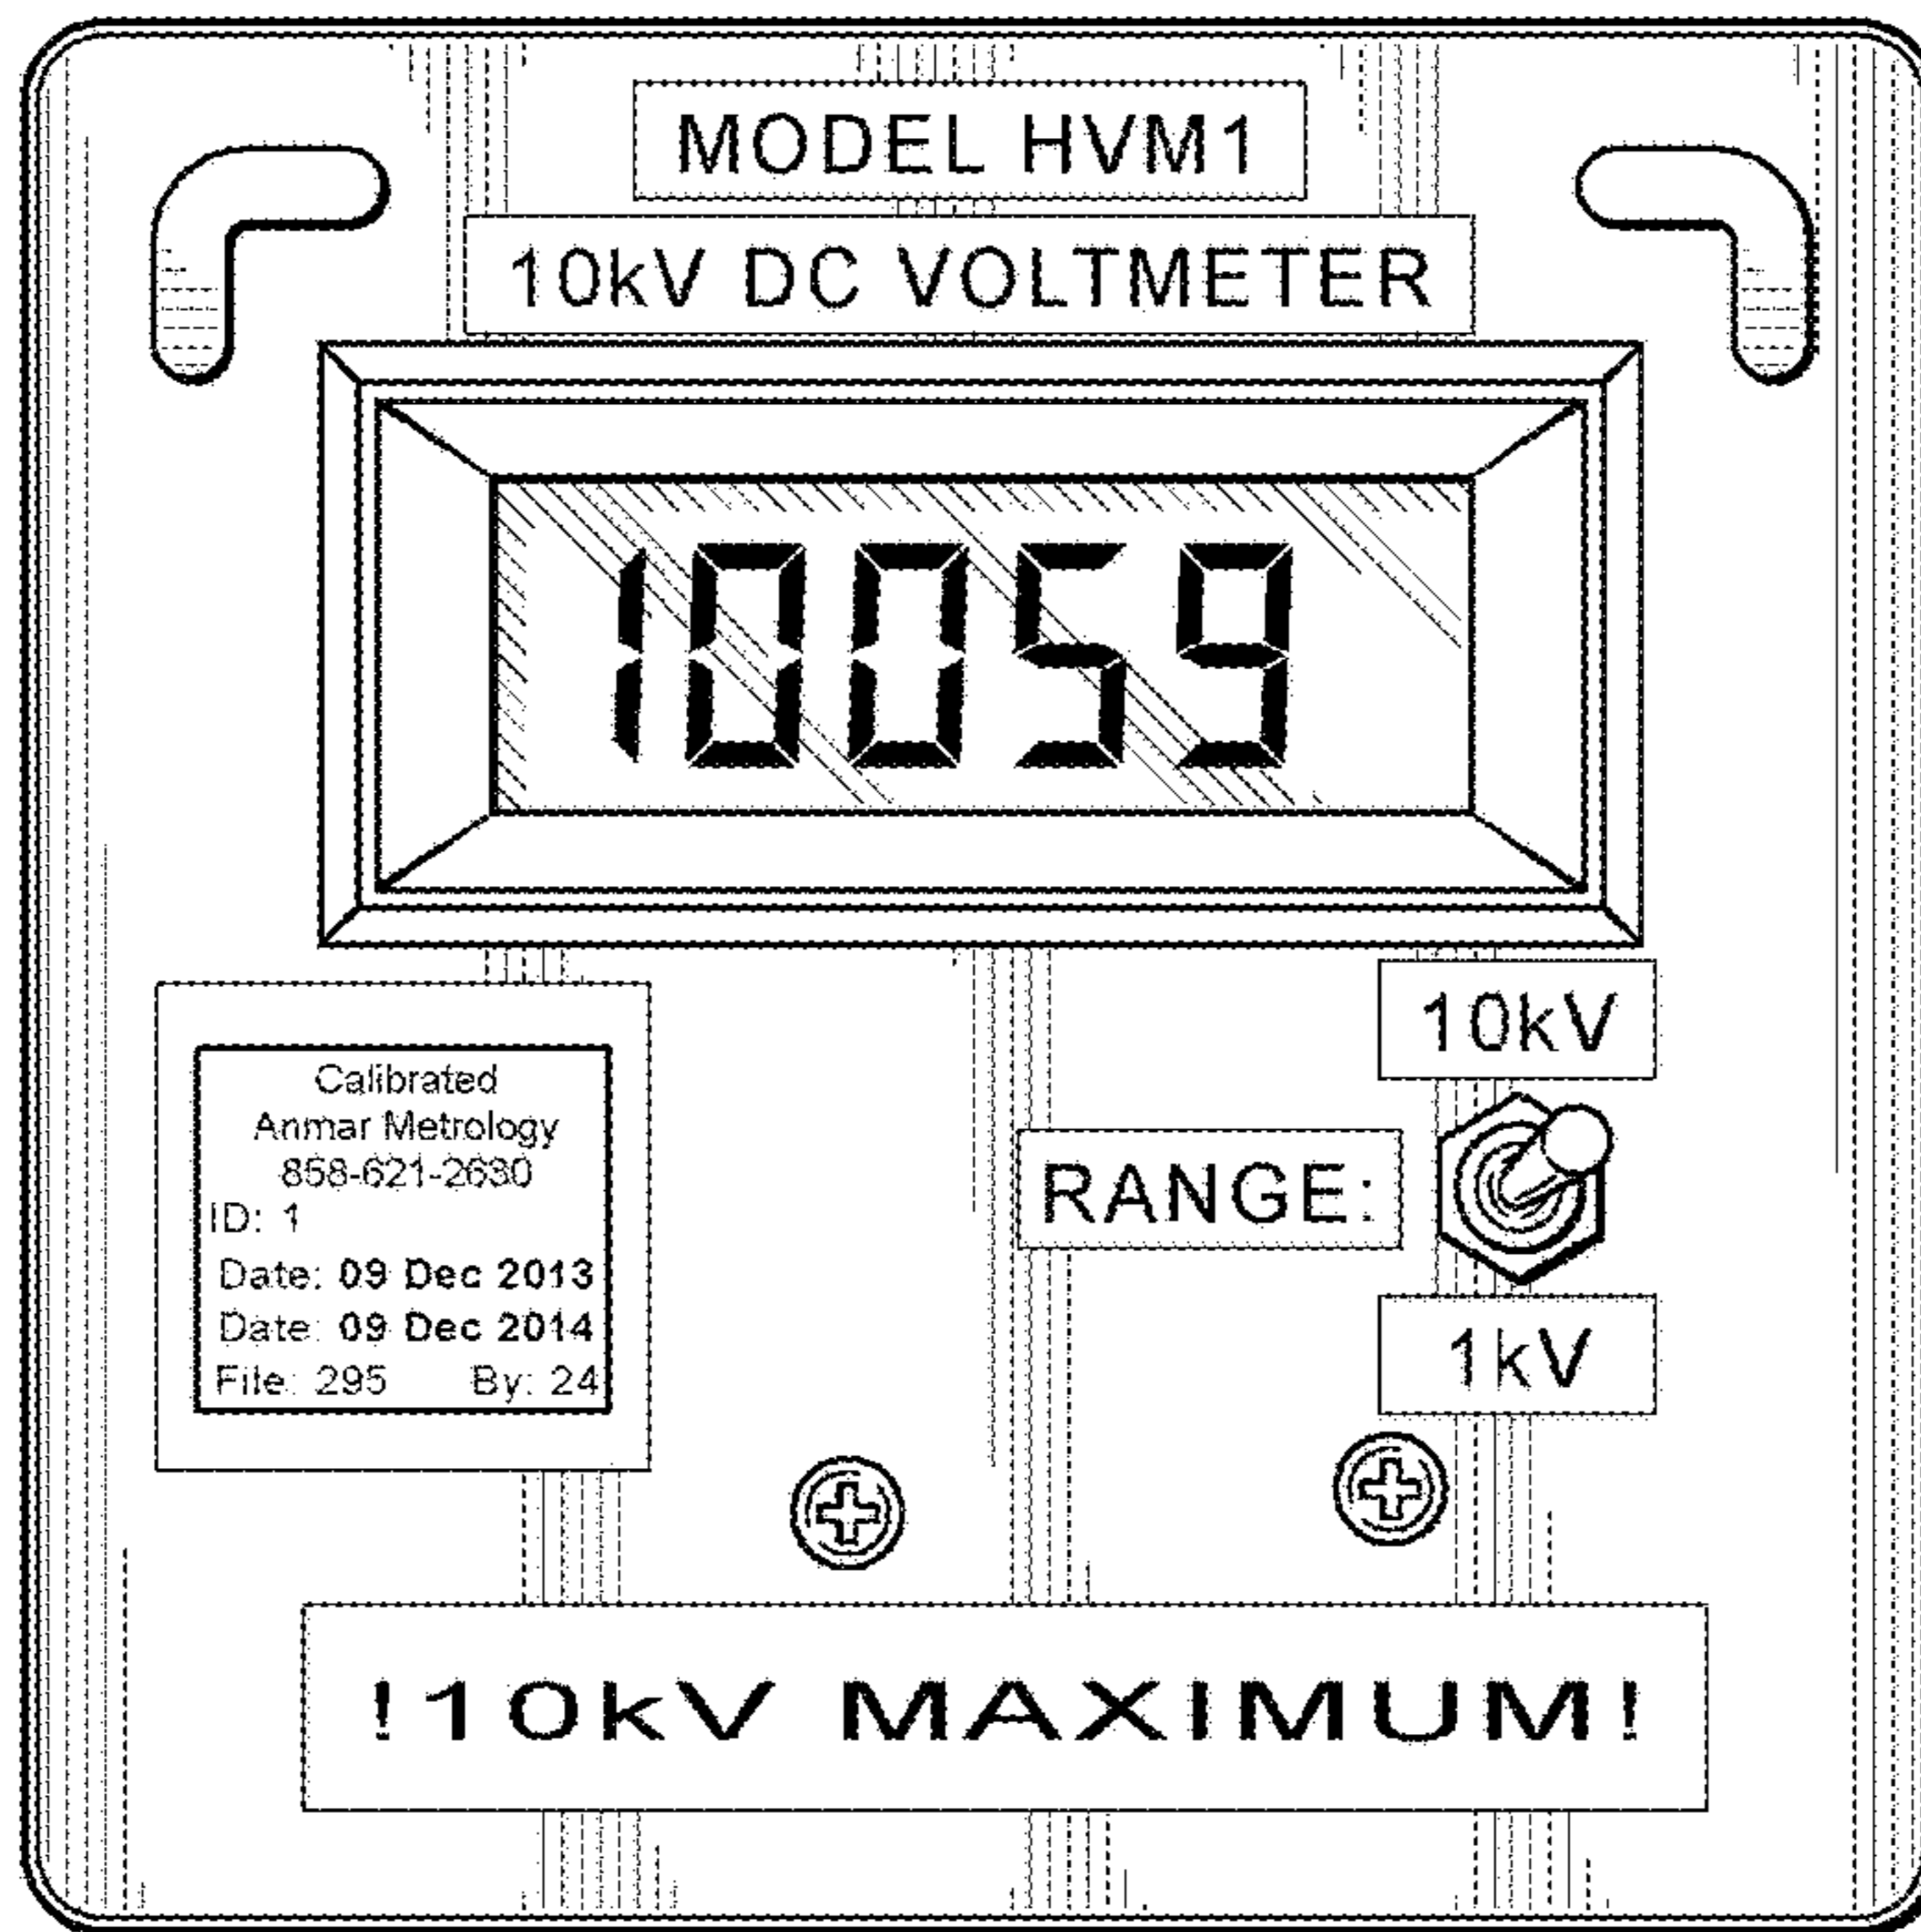 MODEL HVM1
10kV DC VOLTMETER
10059
Calibrated
Anmar Metrology
858-621-2630
ID: 1
Date: 09 Dec 2013
Date: 09 Dec 2014
File: 295 By: 24
10kV
RANGE:
1kV
!10kV MAXIMUM!